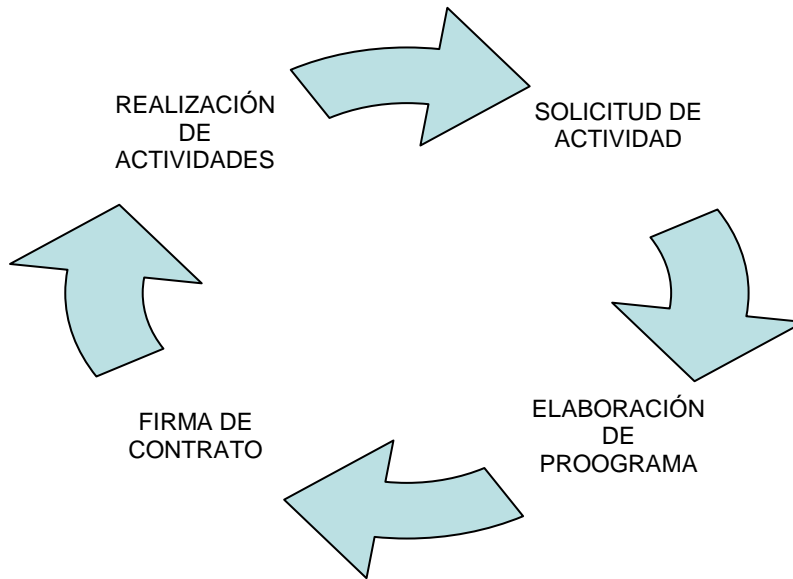 REALIZACIÓN
DE
ACTIVIDADES
SOLICITUD DE
ACTIVIDAD
ELABORACIÓN
DE
PROOGRAMA
FIRMA DE
CONTRATO